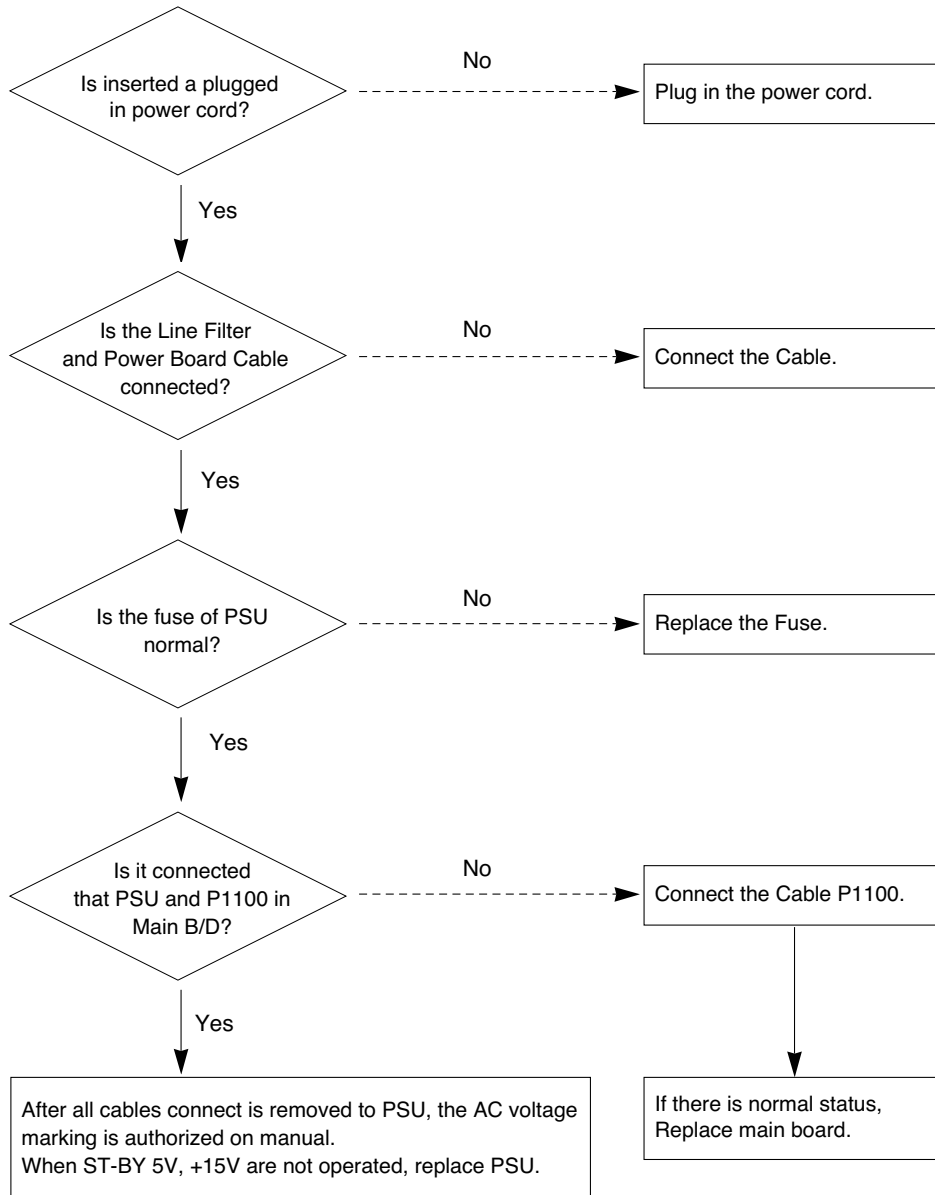 Is inserted a plugged
in power cord?
No
Plug in the power cord.
Yes
Is the Line Filter
and Power Board Cable
connected?
No
Connect the Cable.
Yes
Is the fuse of PSU
normal?
No
Replace the Fuse.
Yes
Is it connected
that PSU and P1100 in
Main B/D?
No
Connect the Cable P1100.
Yes
After all cables connect is removed to PSU, the AC voltage
marking is authorized on manual.
When ST-BY 5V, +15V are not operated, replace PSU.
If there is normal status,
Replace main board.